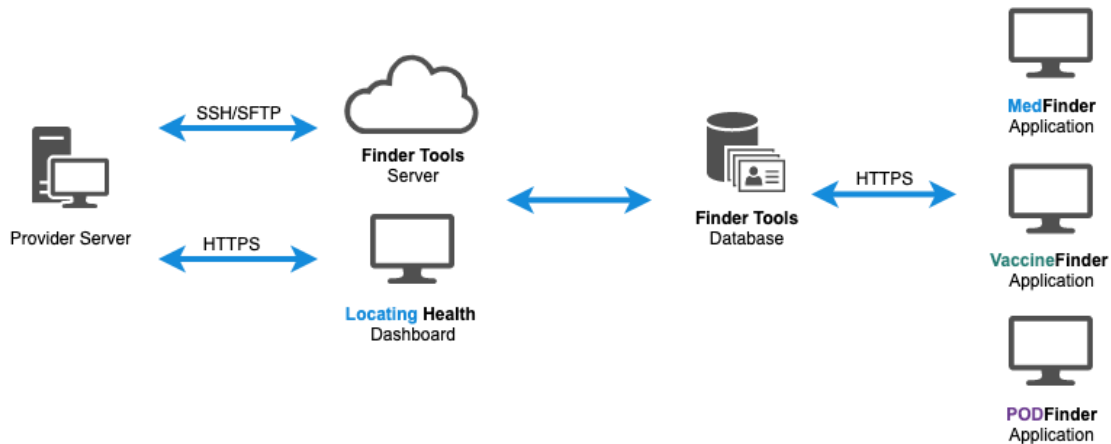 Provider Server
SSH/SFTP
Finder Tools
Server
HTTPS
Locating Health
Dashboard
Finder Tools
Database
HTTPS
MedFinder
Application
VaccineFinder
Application
PODFinder
Application